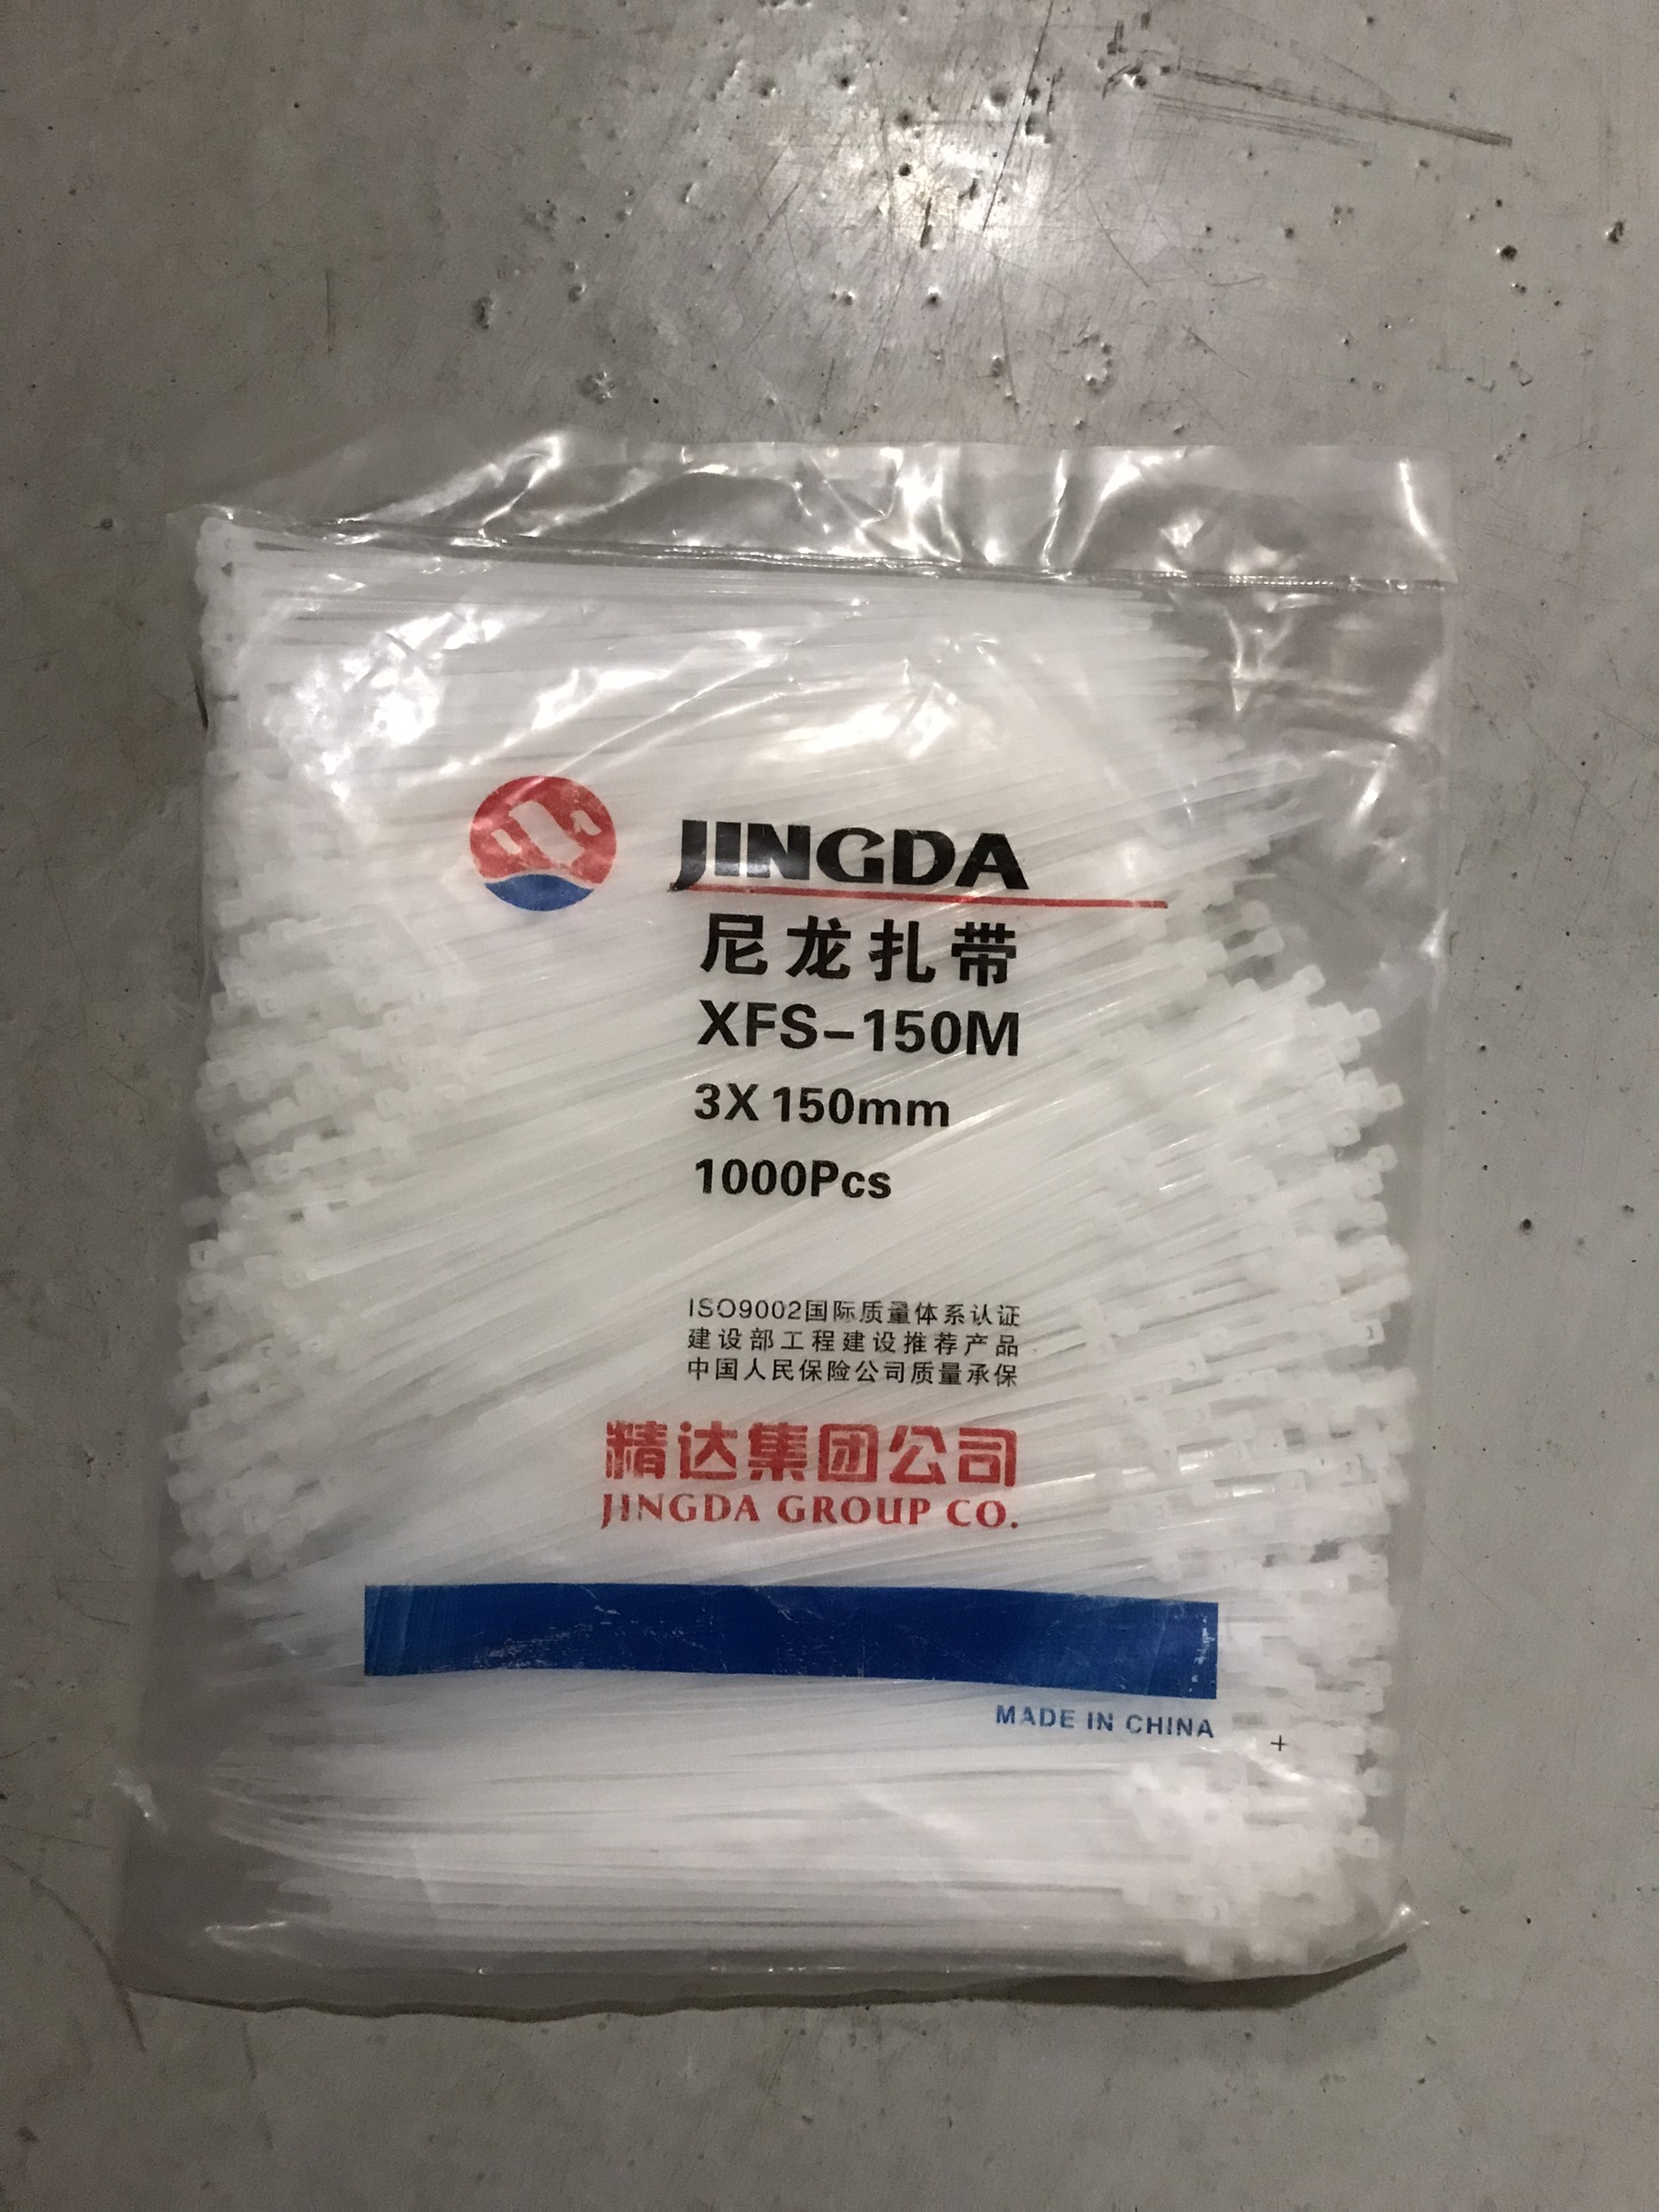 JINGDA
尼龙扎带
XFS-150M
3X150mm
1000Pcs
ISO9002国际质量体系认证
建设部工程建设推荐产品
中国人民保险公司质量承保
精达集团公司
JINGDA GROUP CO.
MADE IN CHINA